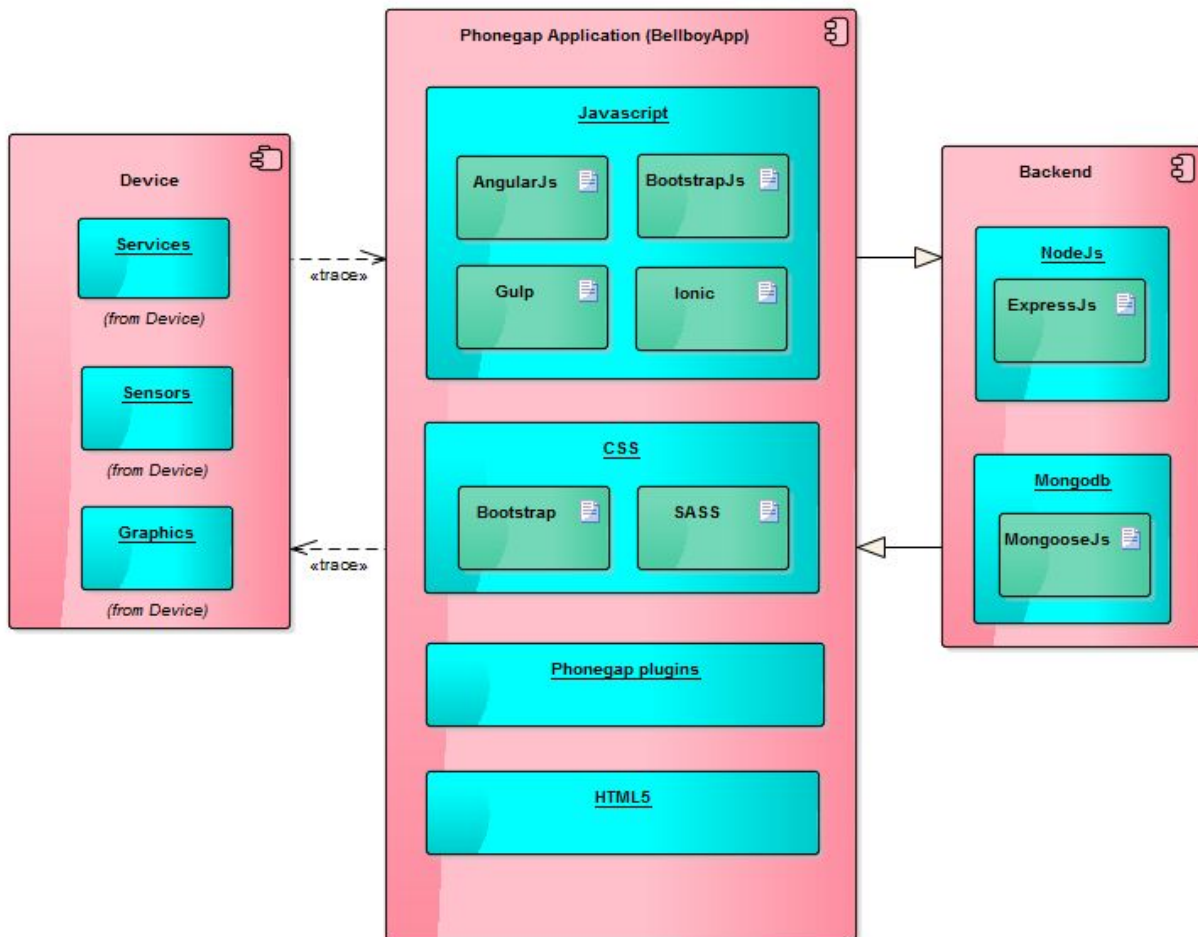 Phonegap Application (BellboyApp)
Javascript
AngularJs
BootstrapJs
Gulp
Ionic
CSS
Bootstrap
SASS
Phonegap plugins
HTML5
Device
Services
(from Device)
Sensors
(from Device)
Graphics
(from Device)
«trace»
«trace»
Backend
NodeJs
ExpressJs
Mongodb
MongooseJs